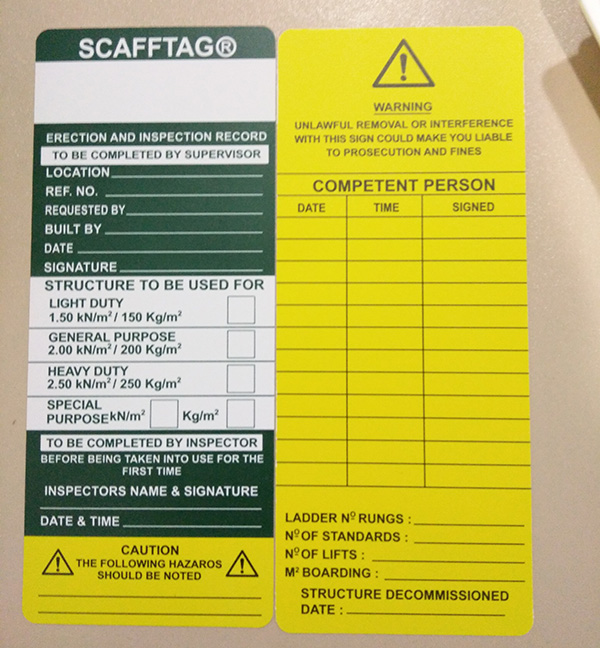 SCAFFTAG®
ERECTION AND INSPECTION RECORD
TO BE COMPLETED BY SUPERVISOR
LOCATION
REF. NO.
REQUESTED BY
BUILT BY
DATE
SIGNATURE
STRUCTURE TO BE USED FOR
LIGHT DUTY
1.50 kN/m² / 150 Kg/m²
GENERAL PURPOSE
2.00 kN/m² / 200 Kg/m²
HEAVY DUTY
2.50 kN/m² / 250 Kg/m²
SPECIAL
PURPOSE kN/m² Kg/m²
TO BE COMPLETED BY INSPECTOR
BEFORE BEING TAKEN INTO USE FOR THE
FIRST TIME
INSPECTORS NAME & SIGNATURE
DATE & TIME
CAUTION
THE FOLLOWING HAZAROS
SHOULD BE NOTED
WARNING
UNLAWFUL REMOVAL OR INTERFERENCE
WITH THIS SIGN COULD MAKE YOU LIABLE
TO PROSECUTION AND FINES
COMPETENT PERSON
DATE TIME SIGNED
LADDER Nº RUNGS :
Nº OF STANDARDS :
Nº OF LIFTS :
M² BOARDING :
STRUCTURE DECOMMISSIONED
DATE :